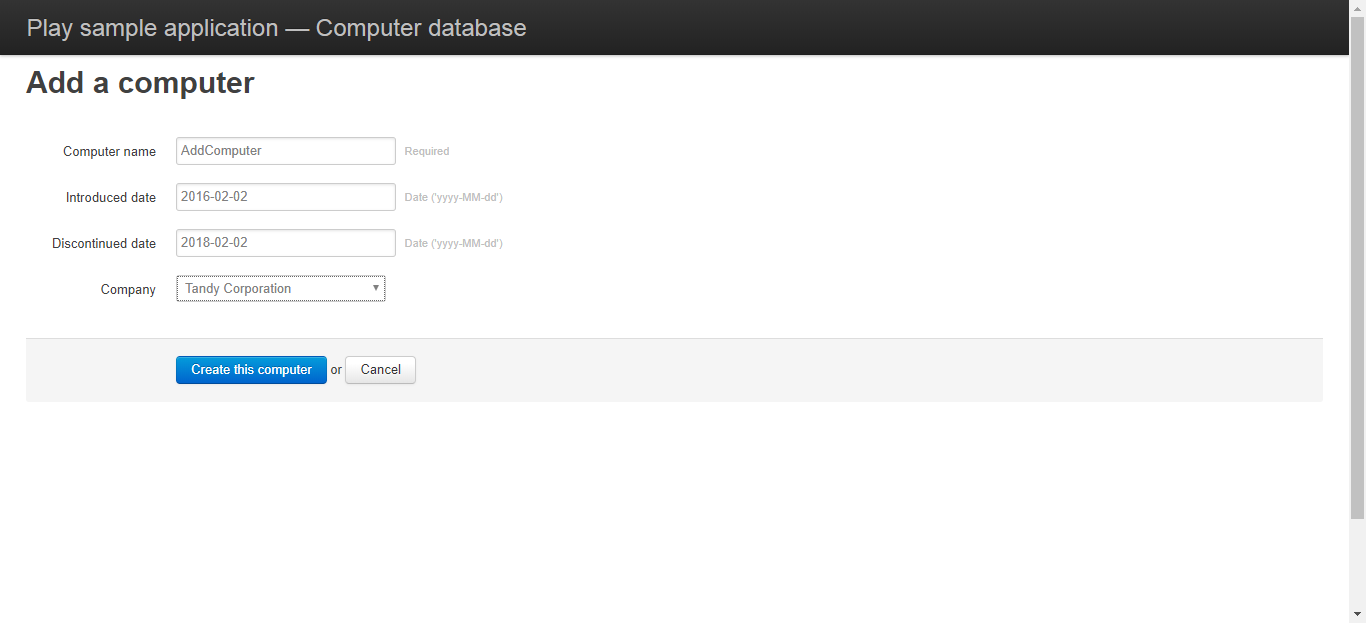 Play sample application — Computer database
Add a computer
Computer name AddComputer Required
Introduced date 2016-02-02 Date ('yyyy-MM-dd')
Discontinued date 2018-02-02 Date ('yyyy-MM-dd')
Company Tandy Corporation
Create this computer or Cancel